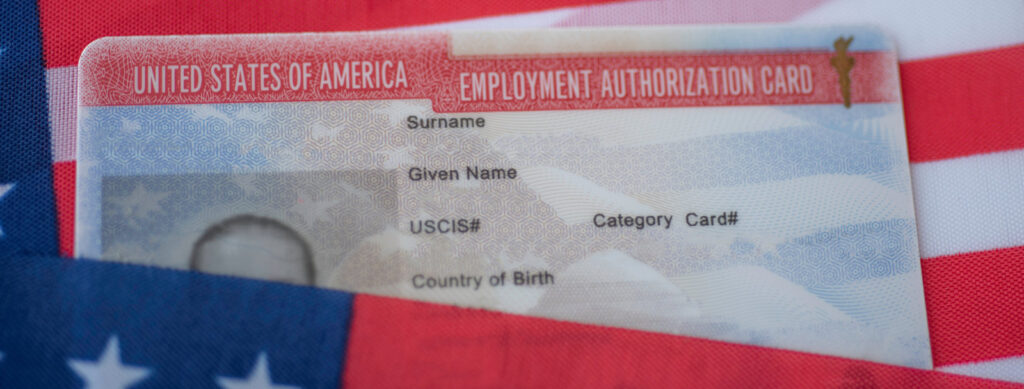 UNITED STATES OF AMERICA EMPLOYMENT AUTHORIZATION CARD
Surname
Given Name
USCIS# Category Card#
Country of Birth